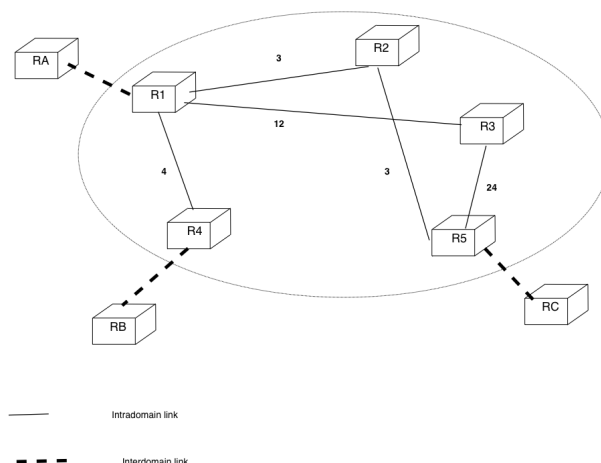 R2
RA
3
R1
R3
12
4
3
24
R4
R5
RC
RB
Intradomain link
Interdomain link